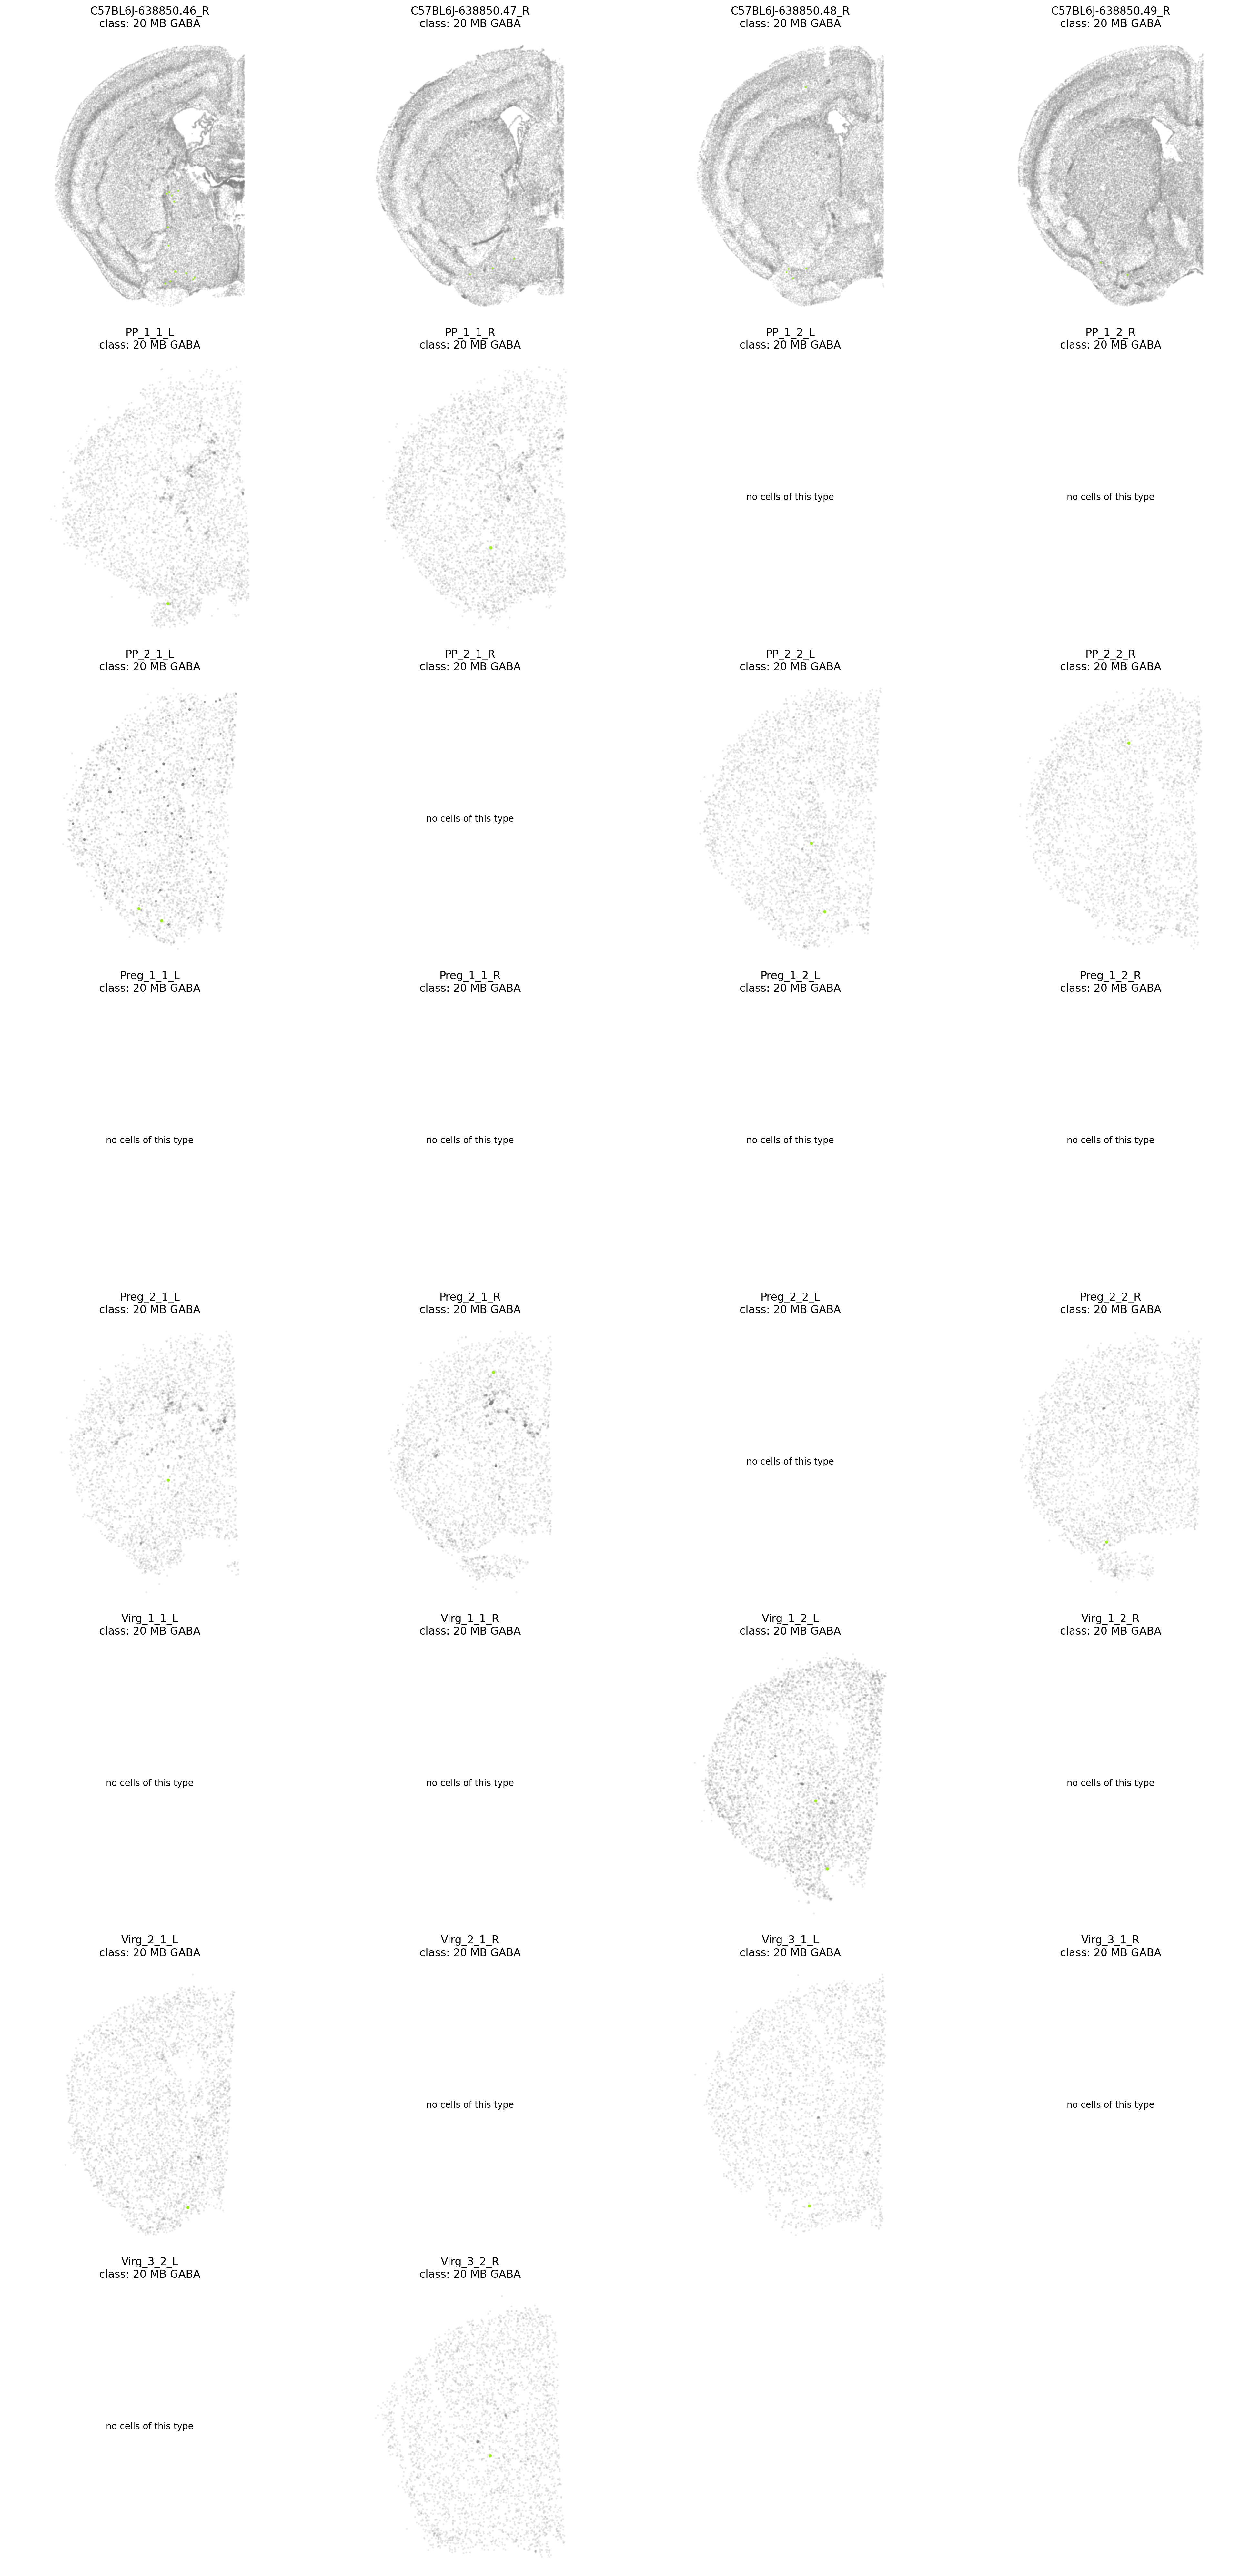 C57BL6J-638850.46_R
class: 20 MB GABA
C57BL6J-638850.47_R
class: 20 MB GABA
C57BL6J-638850.48_R
class: 20 MB GABA
C57BL6J-638850.49_R
class: 20 MB GABA
PP_1_1_L
class: 20 MB GABA
PP_1_1_R
class: 20 MB GABA
PP_1_2_L
class: 20 MB GABA
PP_1_2_R
class: 20 MB GABA
no cells of this type
no cells of this type
PP_2_1_L
class: 20 MB GABA
PP_2_1_R
class: 20 MB GABA
PP_2_2_L
class: 20 MB GABA
PP_2_2_R
class: 20 MB GABA
no cells of this type
Preg_1_1_L
class: 20 MB GABA
Preg_1_1_R
class: 20 MB GABA
Preg_1_2_L
class: 20 MB GABA
Preg_1_2_R
class: 20 MB GABA
no cells of this type
no cells of this type
no cells of this type
no cells of this type
Preg_2_1_L
class: 20 MB GABA
Preg_2_1_R
class: 20 MB GABA
Preg_2_2_L
class: 20 MB GABA
Preg_2_2_R
class: 20 MB GABA
no cells of this type
Virg_1_1_L
class: 20 MB GABA
Virg_1_1_R
class: 20 MB GABA
Virg_1_2_L
class: 20 MB GABA
Virg_1_2_R
class: 20 MB GABA
no cells of this type
no cells of this type
no cells of this type
Virg_2_1_L
class: 20 MB GABA
Virg_2_1_R
class: 20 MB GABA
Virg_3_1_L
class: 20 MB GABA
Virg_3_1_R
class: 20 MB GABA
no cells of this type
no cells of this type
Virg_3_2_L
class: 20 MB GABA
Virg_3_2_R
class: 20 MB GABA
no cells of this type